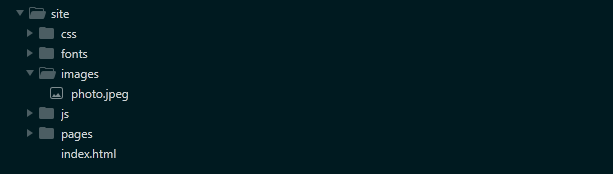 site
css
fonts
images
photo.jpeg
js
pages
index.html